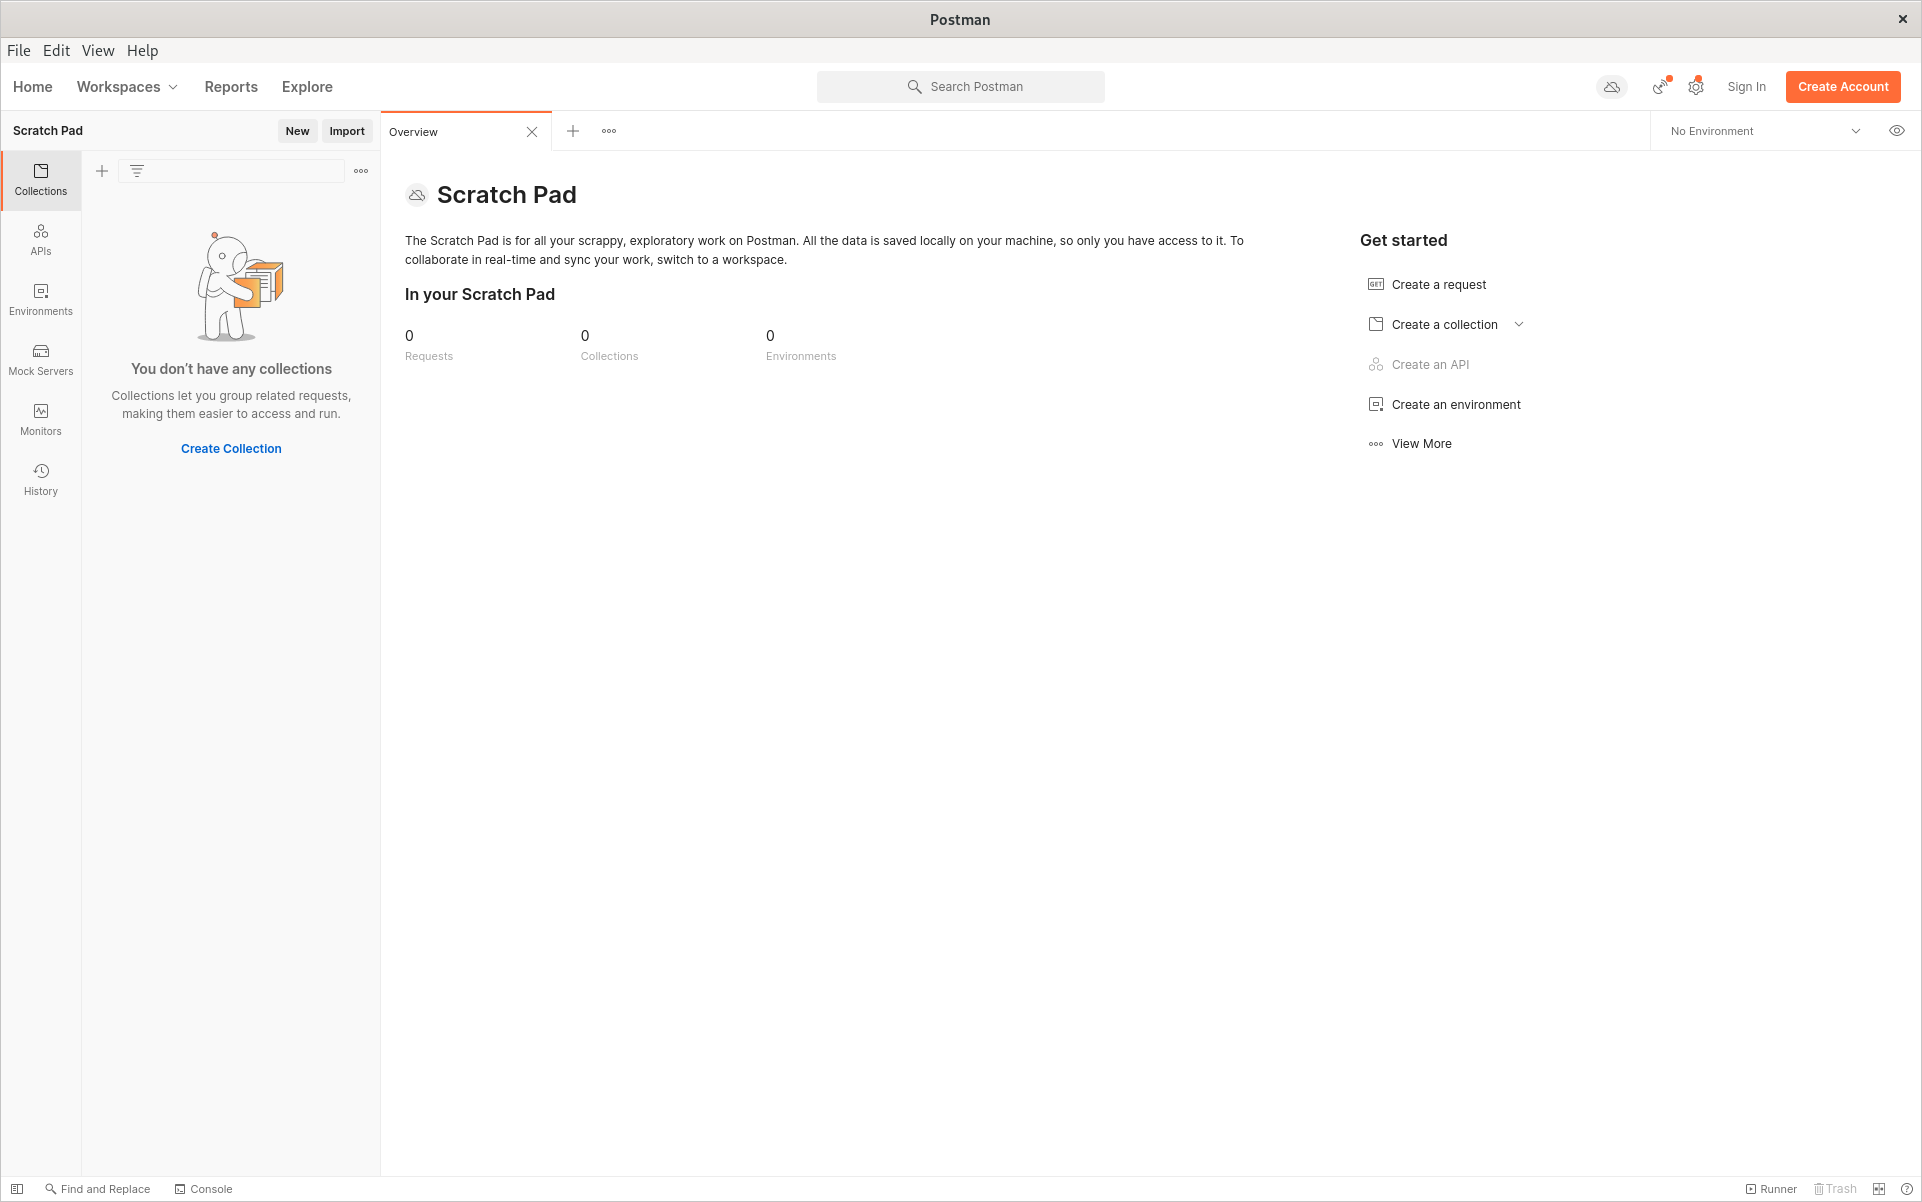 Postman
File Edit View Help
Home Workspaces Reports Explore
Search Postman
Sign In
Create Account
Scratch Pad
New
Import
Overview
No Environment
Collections
APIs
Environments
Mock Servers
Monitors
History
You don’t have any collections
Collections let you group related requests,
making them easier to access and run.
Create Collection
Scratch Pad
The Scratch Pad is for all your scrappy, exploratory work on Postman. All the data is saved locally on your machine, so only you have access to it. To
collaborate in real-time and sync your work, switch to a workspace.
In your Scratch Pad
0 0 0
Requests Collections Environments
Get started
GET Create a request
Create a collection
Create an API
Create an environment
View More
Find and Replace
Console
Runner
Trash